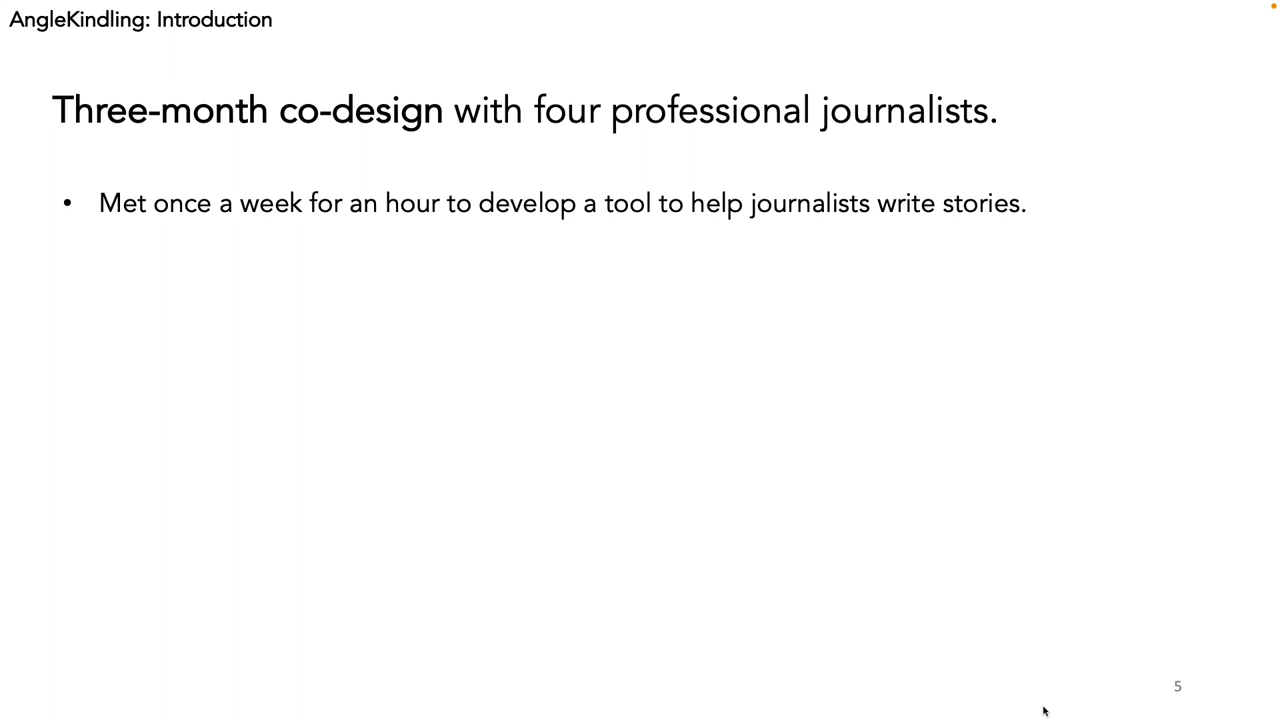 AngleKindling: Introduction
Three-month co-design with four professional journalists.
• Met once a week for an hour to develop a tool to help journalists write stories.
5